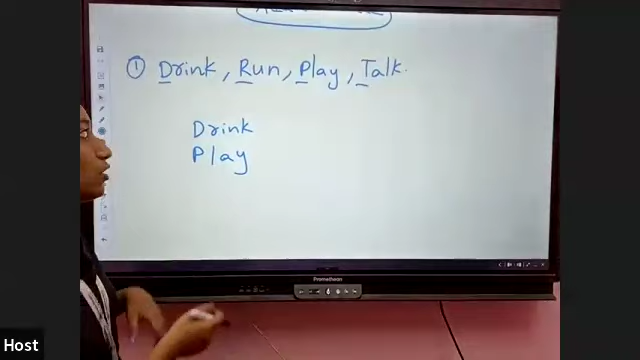 ① Drink, Run, Play, Talk.
Drink
Play
Promethean
Host